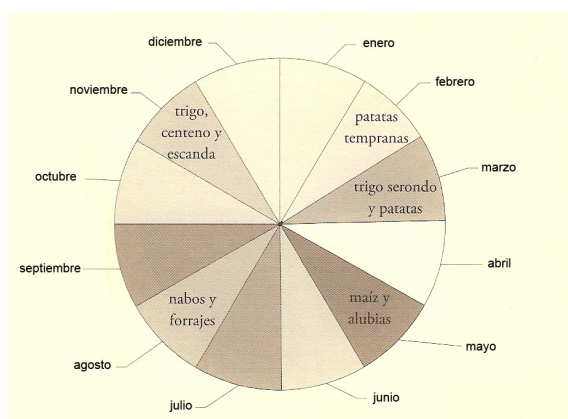 enero
febrero
patatas
tempranas
marzo
trigo serondo
y patatas
abril
mayo
maíz y
alubias
junio
julio
agosto
nabos y
forrajes
septiembre
octubre
noviembre
trigo,
centeno y
escanda
diciembre